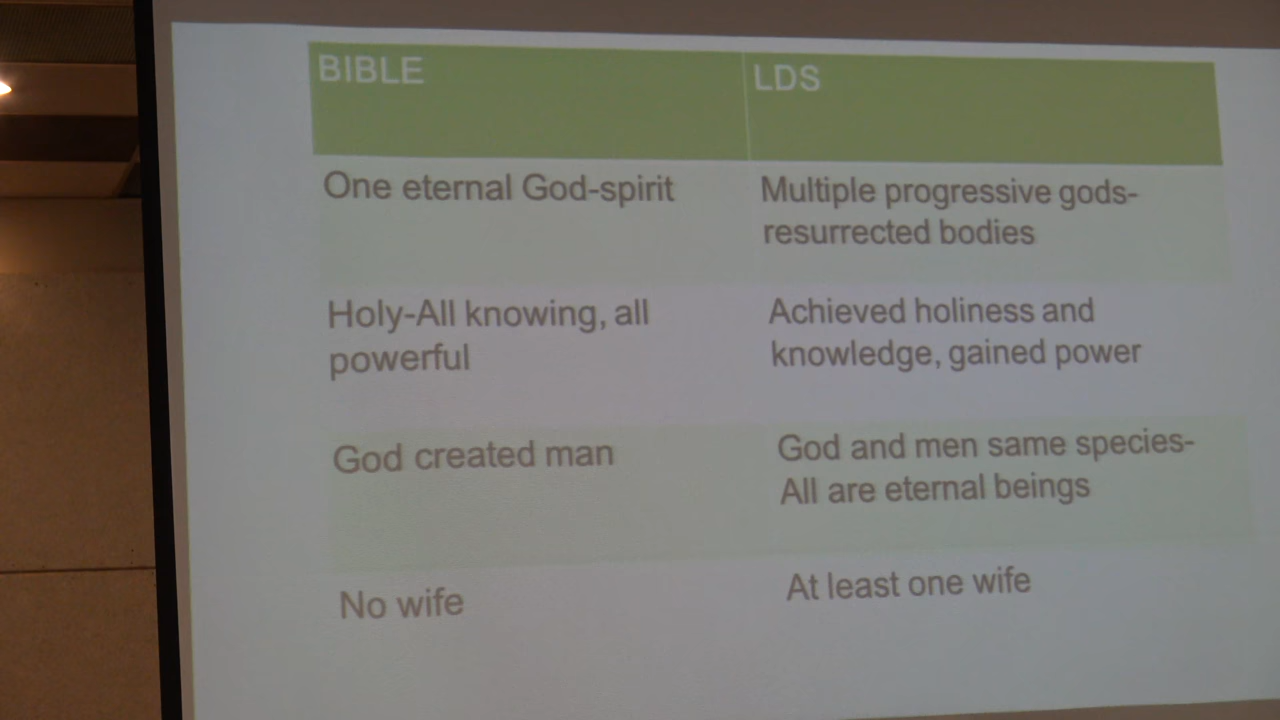 BIBLE
LDS
One eternal God-spirit
Multiple progressive gods-
resurrected bodies
Holy-All knowing, all
powerful
Achieved holiness and
knowledge, gained power
God created man
God and men same species-
All are eternal beings
No wife
At least one wife